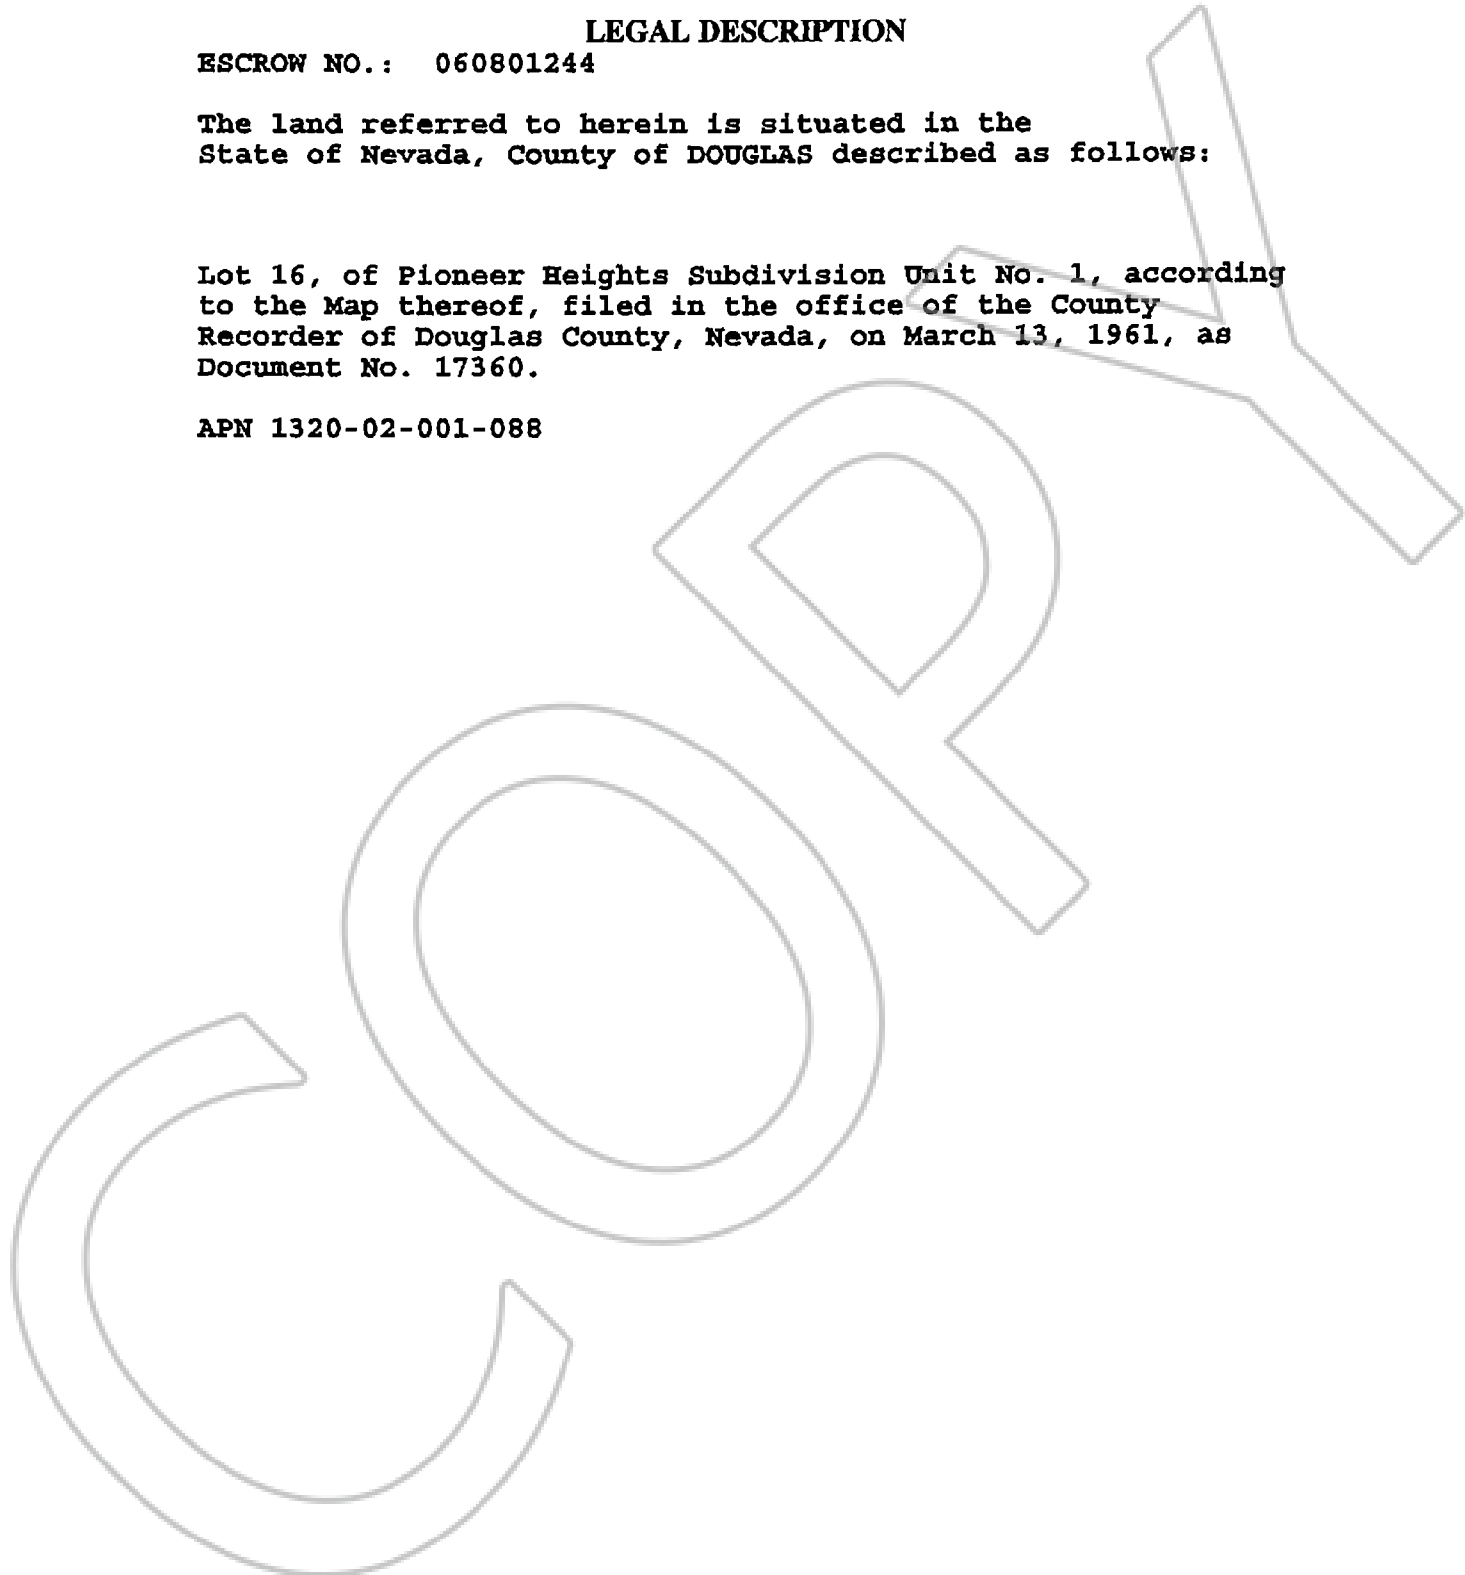 LEGAL DESCRIPTION
ESCROW NO.: 060801244
The land referred to herein is situated in the
State of Nevada, County of DOUGLAS described as follows:
Lot 16, of Pioneer Heights Subdivision Unit No. 1, according
to the Map thereof, filed in the office of the County
Recorder of Douglas County, Nevada, on March 13, 1961, as
Document No. 17360.
APN 1320-02-001-088
COPY